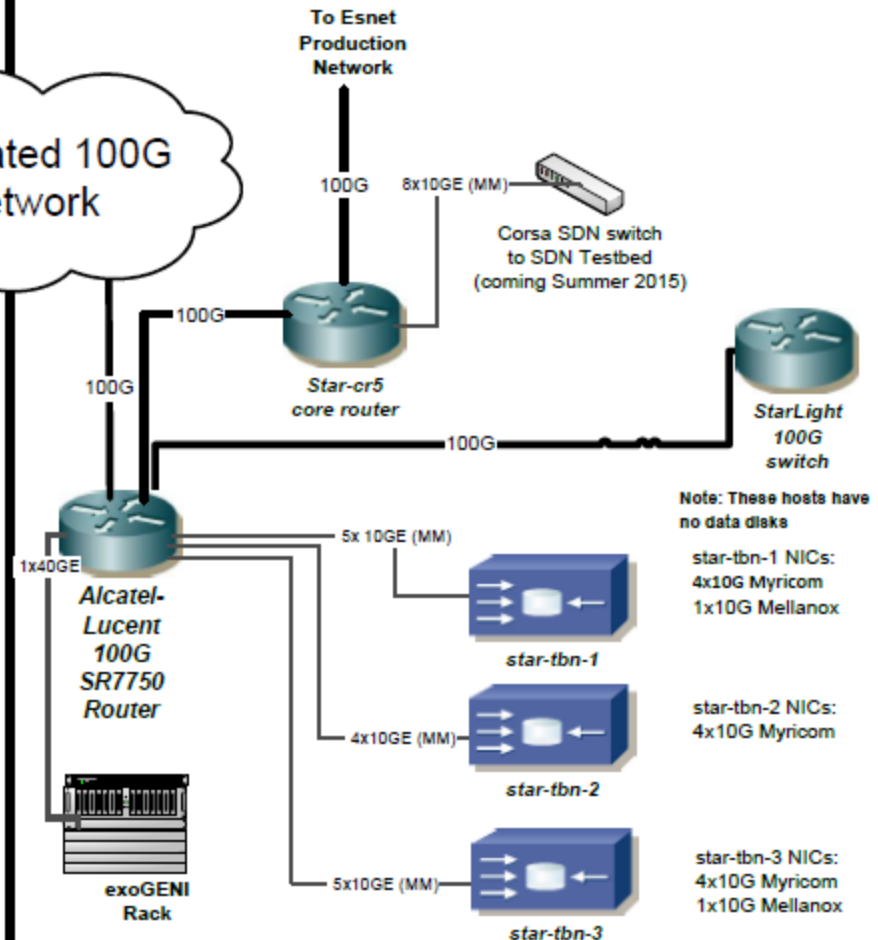 To Esnet
Production
Network
ated 100G
etwork
100G
8x10GE (MM)
Corsa SDN switch
to SDN Testbed
(coming Summer 2015)
100G
Star-cr5
core router
100G
StarLight
100G
switch
100G
Note: These hosts have
no data disks
5x 10GE (MM)
star-tbn-1 NICs:
4x10G Myricom
1x10G Mellanox
1x40GE
Alcatel-
Lucent
100G
SR7750
Router
star-tbn-1
star-tbn-2 NICs:
4x10G Myricom
4x10GE (MM)
star-tbn-2
star-tbn-3 NICs:
4x10G Myricom
1x10G Mellanox
5x10GE (MM)
exoGENI
Rack
star-tbn-3